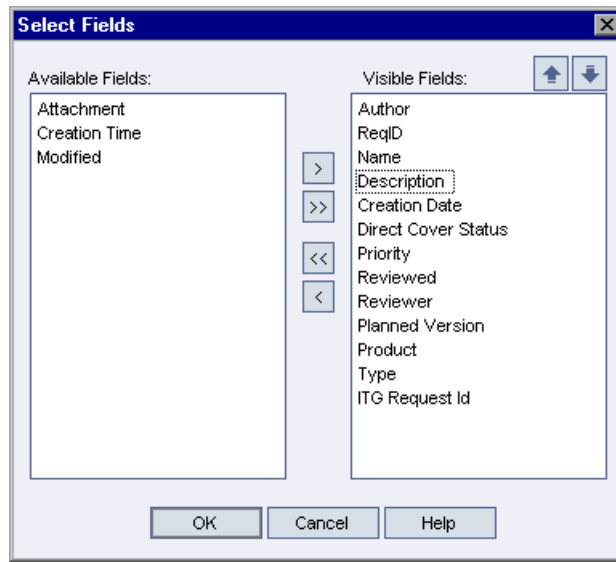 Select Fields
Available Fields:
Visible Fields:
Attachment
Creation Time
Modified
>
>>
<<
<
Author
ReqID
Name
Description
Creation Date
Direct Cover Status
Priority
Reviewed
Reviewer
Planned Version
Product
Type
ITG Request Id
OK
Cancel
Help